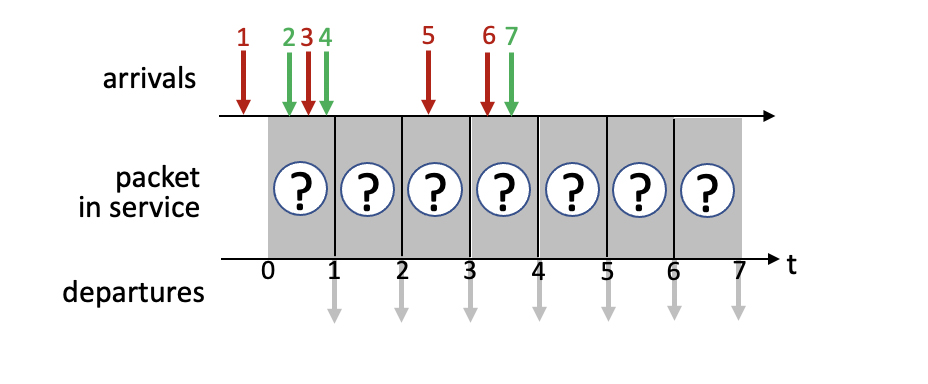 1 2 3 4 5 6 7
arrivals
packet
in service
? ? ? ? ? ? ?
0 1 2 3 4 5 6 7 t
departures